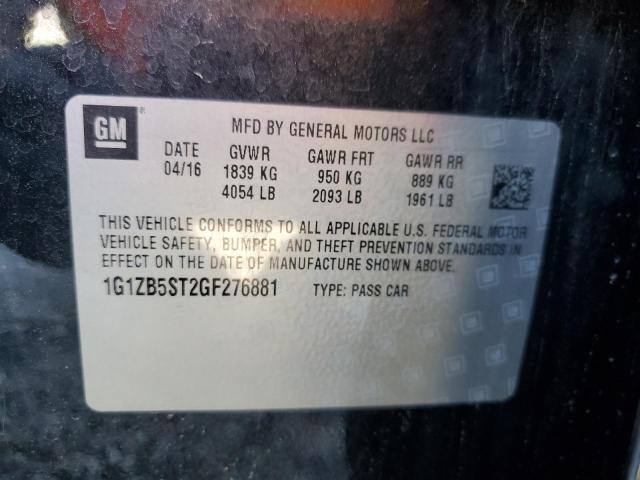 GM ®
MFD BY GENERAL MOTORS LLC
DATE GVWR GAWR FRT GAWR RR
04/16 1839 KG 950 KG 889 KG
4054 LB 2093 LB 1961 LB
THIS VEHICLE CONFORMS TO ALL APPLICABLE U.S. FEDERAL MOTOR
VEHICLE SAFETY, BUMPER, AND THEFT PREVENTION STANDARDS IN
EFFECT ON THE DATE OF MANUFACTURE SHOWN ABOVE.
1G1ZB5ST2GF276881 TYPE: PASS CAR